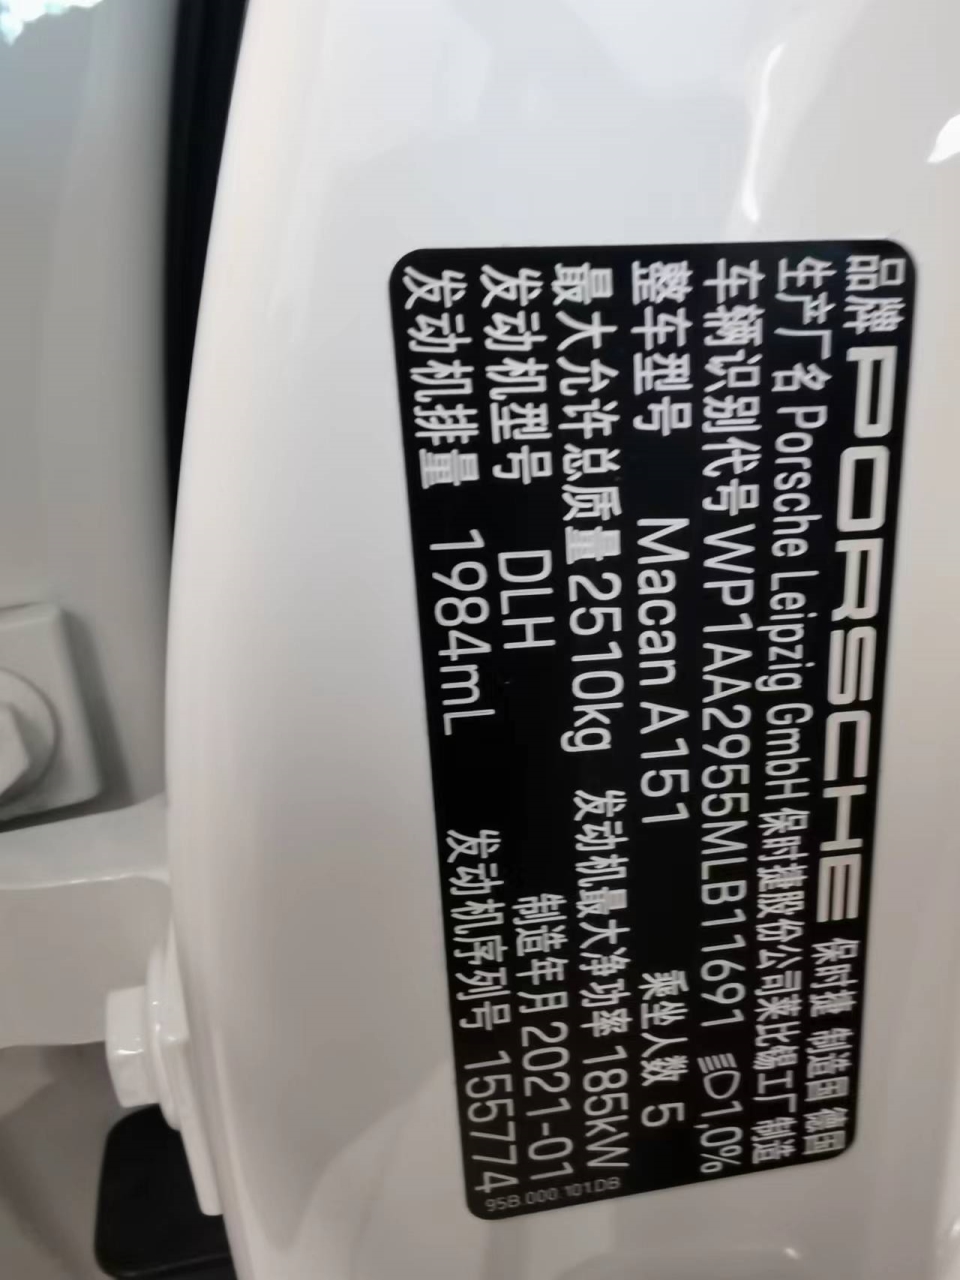 品牌 PORSCHE 保时捷 制造国 德国
生产厂名 Porsche Leipzig GmbH 保时捷股份公司莱比锡工厂 制造
车辆识别代号 WP1AA2955MLB11691 1,0%
整车型号 Macan A151 乘坐人数 5
最大允许总质量 2510kg 发动机最大净功率 185kW
发动机型号 DLH 制造年月 2021-01
发动机排量 1984mL 发动机序列号 155774
95B.000.101.DB